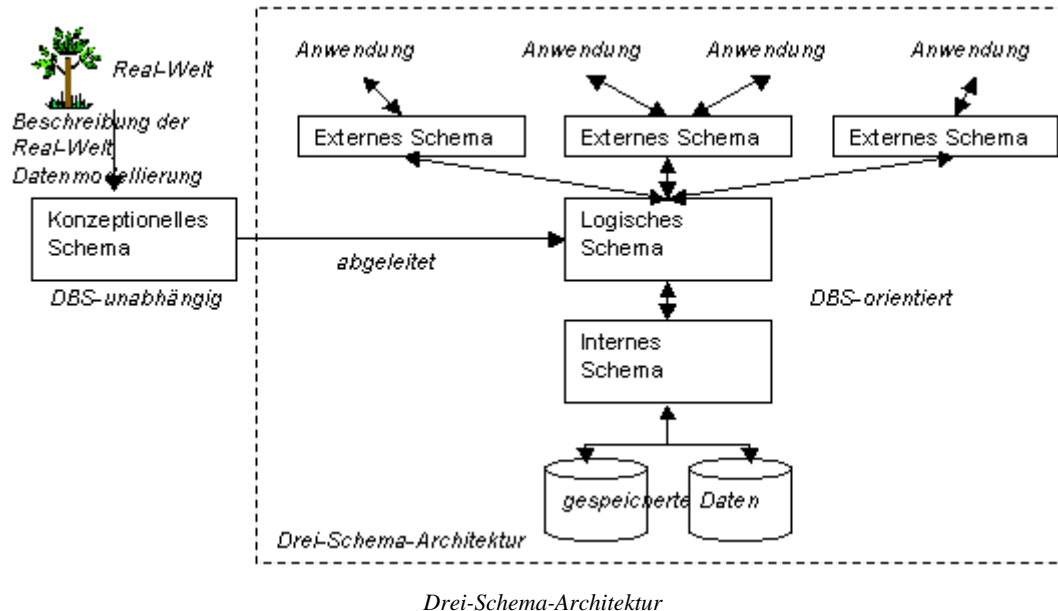 Anwendung
Anwendung
Anwendung
Anwendung
Real-Welt
Beschreibung der
Real-Welt
Datenmodellierung
Externes Schema
Externes Schema
Externes Schema
Konzeptionelles
Schema
Logisches
Schema
abgeleitet
DBS-unabhängig
DBS-orientiert
Internes
Schema
gespeicherte Daten
Drei-Schema-Architektur
Drei-Schema-Architektur